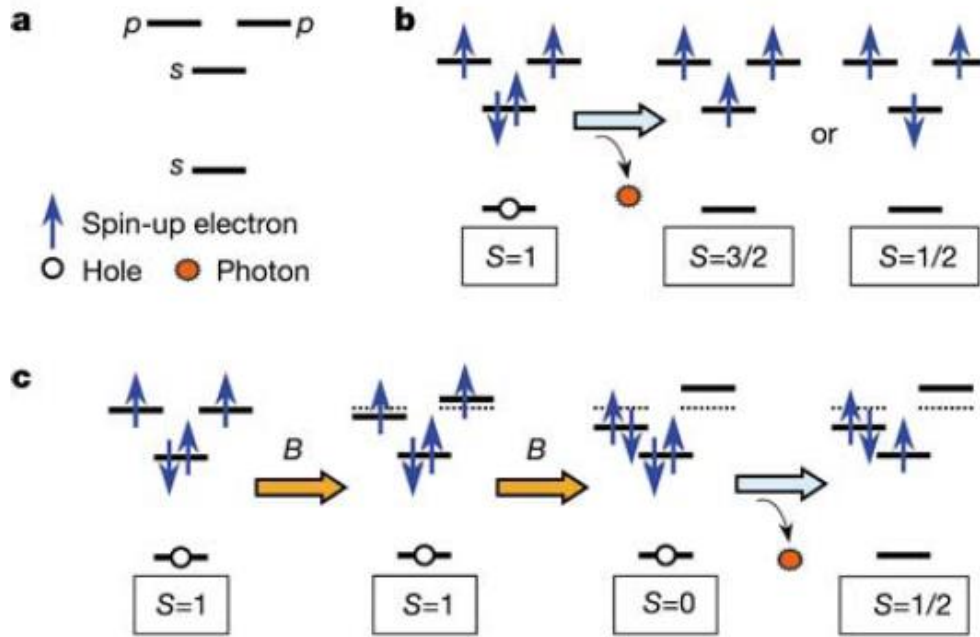 a
p p
s
s
Spin-up electron
Hole Photon
b
or
S=1 S=3/2 S=1/2
c
B B
S=1 S=1 S=0 S=1/2